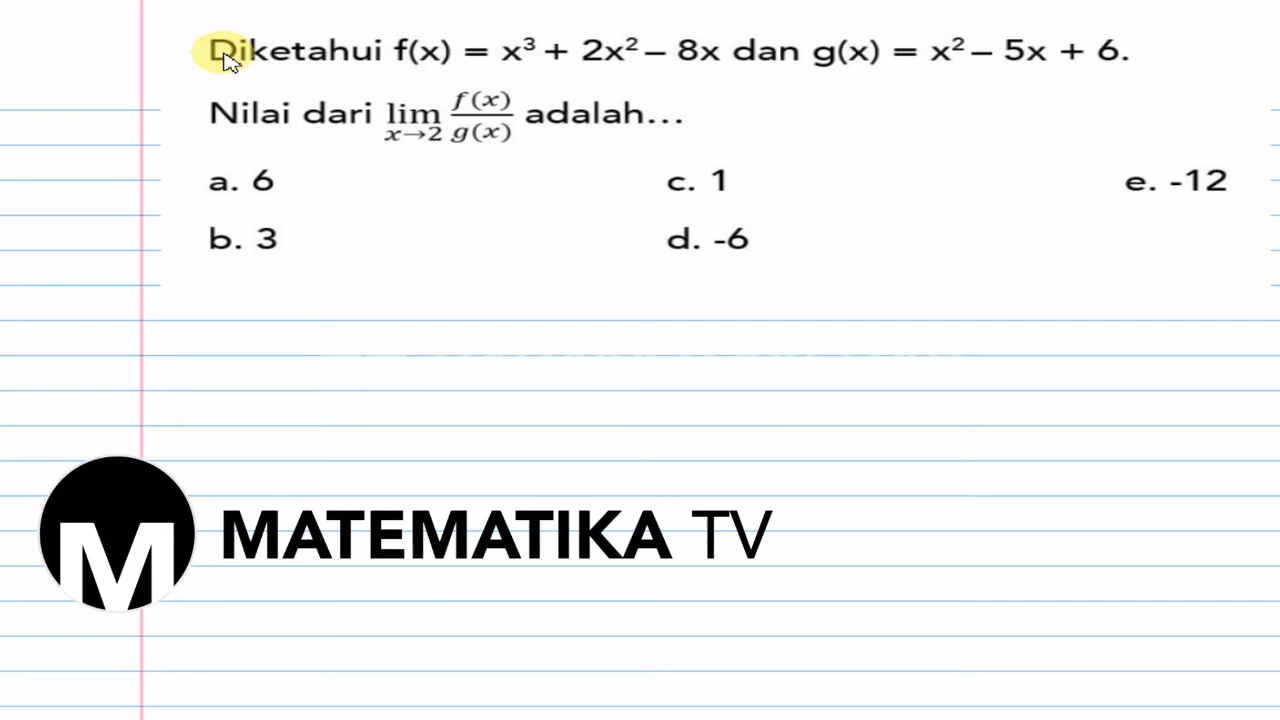 Diketahui f(x) = x³ + 2x² – 8x dan g(x) = x² – 5x + 6.
Nilai dari lim x→2 f(x)/g(x) adalah...
a. 6 c. 1 e. -12
b. 3 d. -6
M MATEMATIKA TV